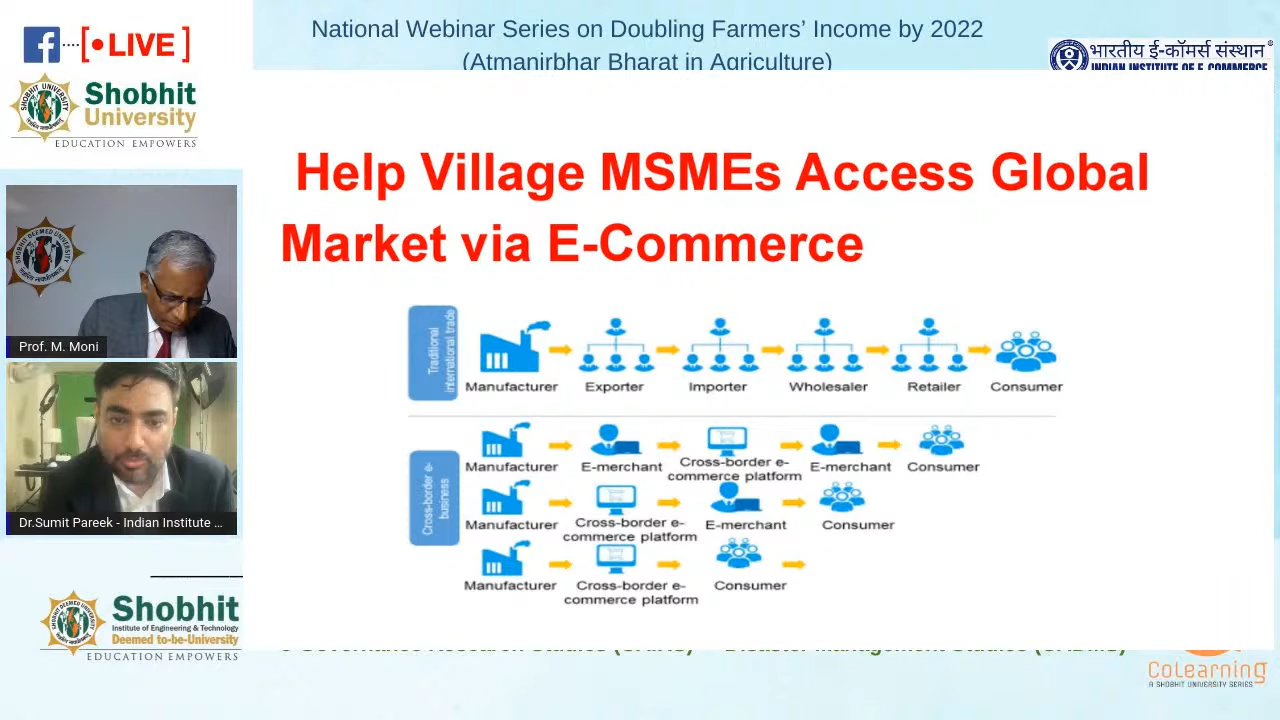 National Webinar Series on Doubling Farmers’ Income by 2022
(Atmanirbhar Bharat in Agriculture)
LIVE
भारतीय ई-कॉमर्स संस्थान
INDIAN INSTITUTE OF E-COMMERCE
Shobhit
University
EDUCATION EMPOWERS
Help Village MSMEs Access Global
Market via E-Commerce
Prof. M. Moni
Dr.Sumit Pareek - Indian Institute ...
Traditional
international trade
Manufacturer
Exporter
Importer
Wholesaler
Retailer
Consumer
Cross-border e-
business
Manufacturer
E-merchant
Cross-border e-
commerce platform
E-merchant
Consumer
Manufacturer
Cross-border e-
commerce platform
E-merchant
Consumer
Manufacturer
Cross-border e-
commerce platform
Consumer
Shobhit
Institute of Engineering & Technology
Deemed to-be-University
EDUCATION EMPOWERS
CoLearning
A SHOBHIT UNIVERSITY SERIES